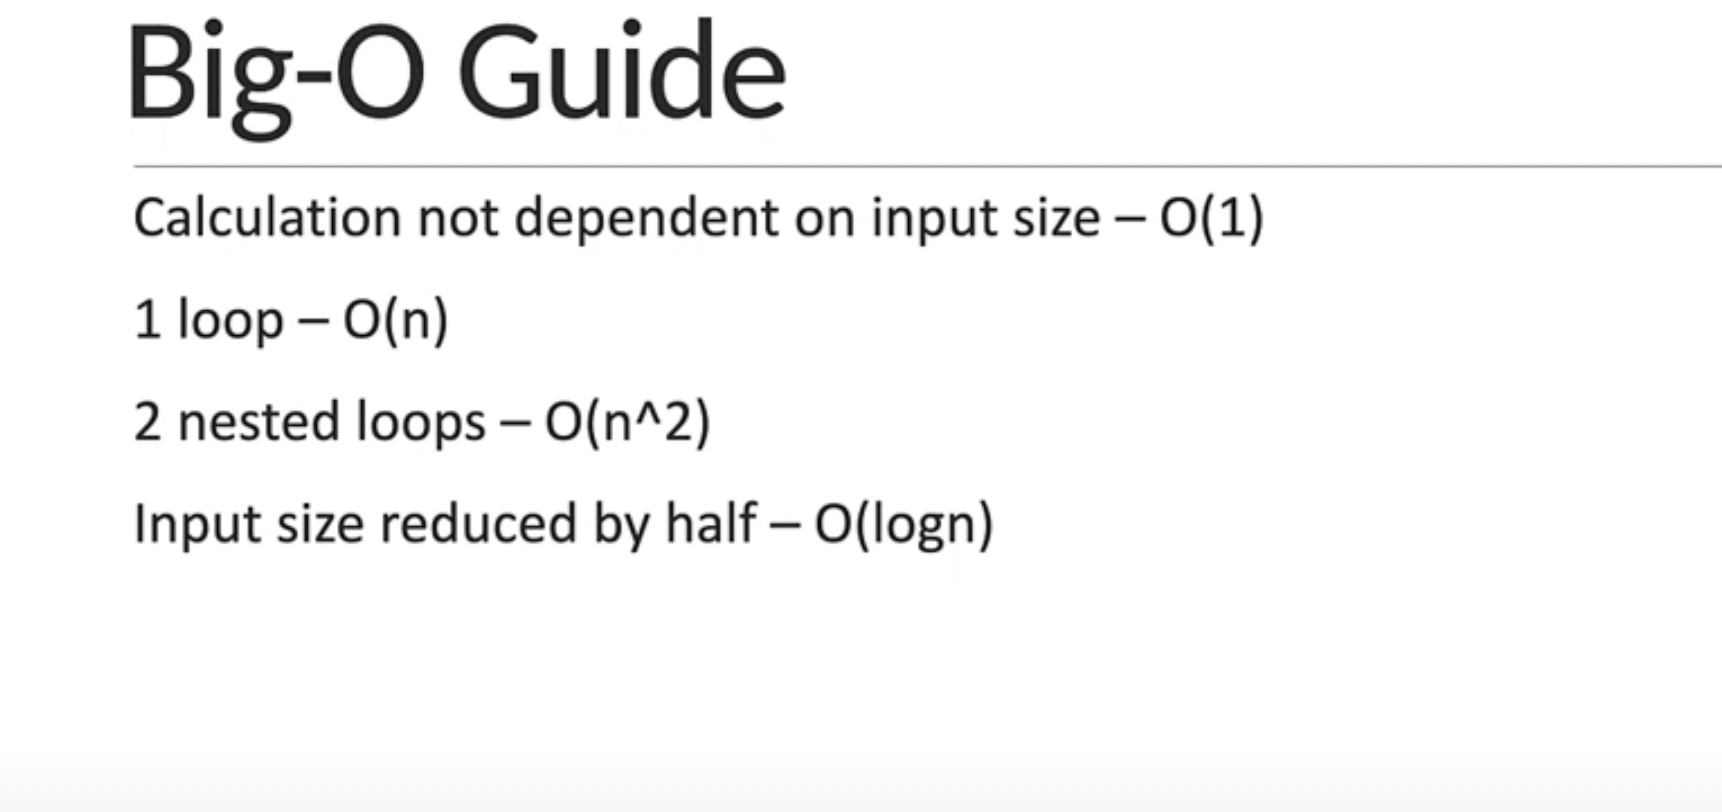 Big-O Guide
Calculation not dependent on input size – O(1)
1 loop – O(n)
2 nested loops – O(n^2)
Input size reduced by half – O(logn)